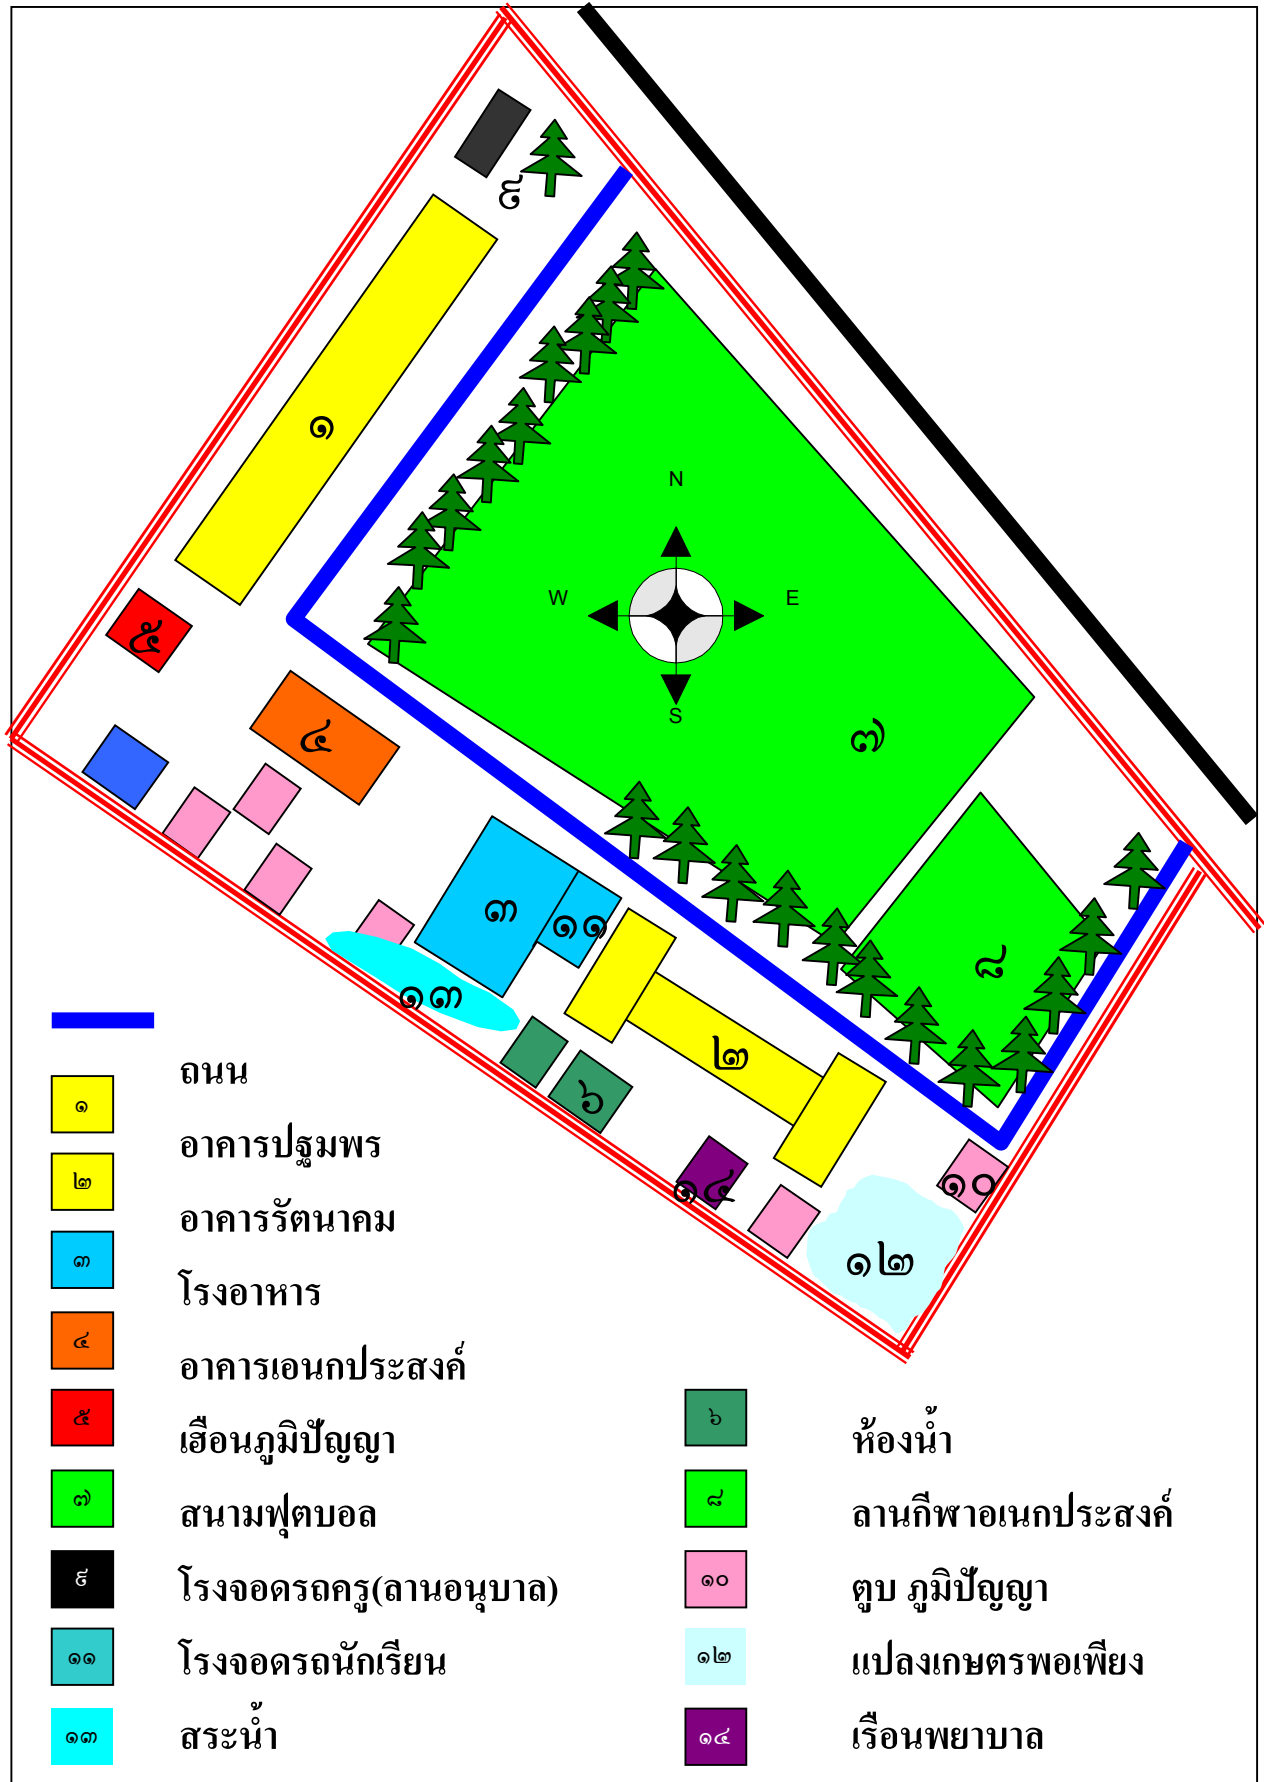 ๙
๑
N
W
E
S
๕
๔
๗
๓
๑๑
๘
๑๓
๒
๖
๑๔
๑๐
๑๒
ถนน
๑
อาคารปฐมพร
๒
อาคารรัตนาคม
๓
โรงอาหาร
๔
อาคารเอนกประสงค์
๕
เฮือนภูมิปัญญา
๖
ห้องน้ำ
๗
สนามฟุตบอล
๘
ลานกีฬาอเนกประสงค์
๙
โรงจอดรถครู(ลานอนุบาล)
๑๐
ตูบ ภูมิปัญญา
๑๑
โรงจอดรถนักเรียน
๑๒
แปลงเกษตรพอเพียง
๑๓
สระน้ำ
๑๔
เรือนพยาบาล